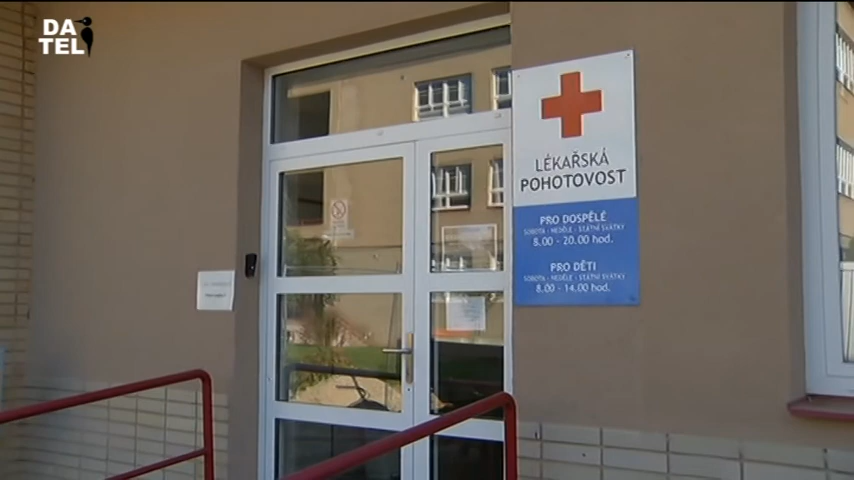 DA
TEL
LÉKAŘSKÁ
POHOTOVOST
PRO DOSPĚLÉ
SOBOTA - NEDĚLE - STÁTNÍ SVÁTKY
8.00 - 20.00 hod.
PRO DĚTI
SOBOTA - NEDĚLE - STÁTNÍ SVÁTKY
8.00 - 14.00 hod.